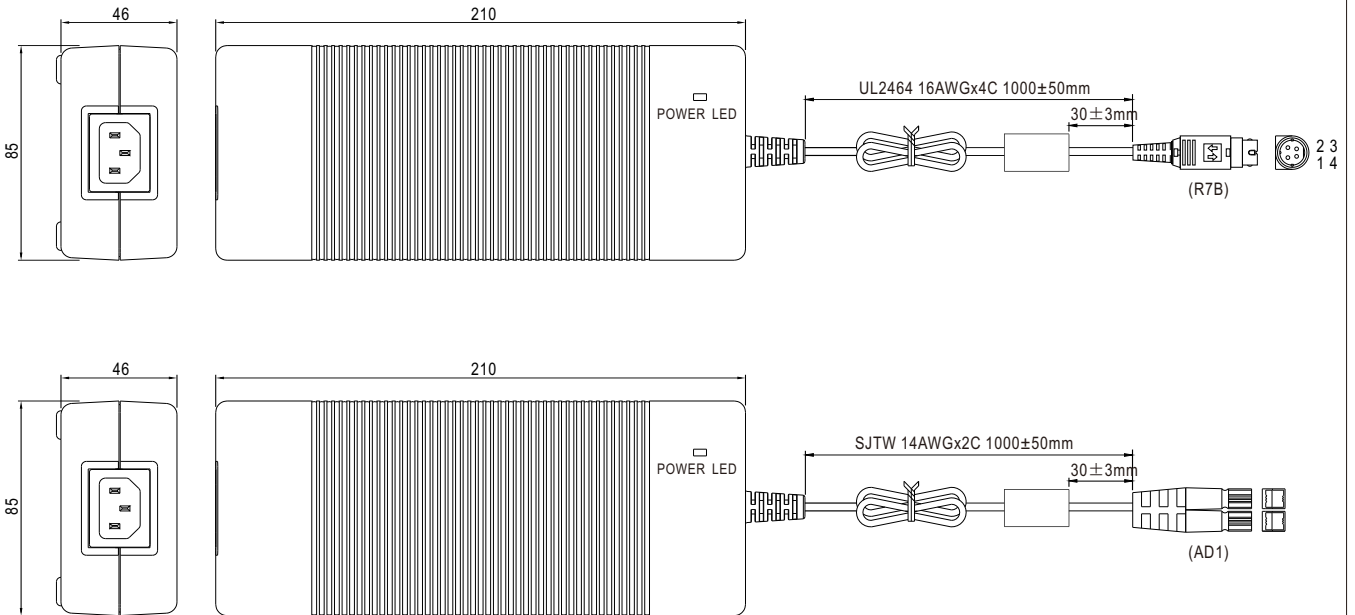 46
210
85
POWER LED
UL2464 16AWGx4C 1000±50mm
30±3mm
2 3
1 4
(R7B)
46
210
85
POWER LED
SJTW 14AWGx2C 1000±50mm
30±3mm
(AD1)